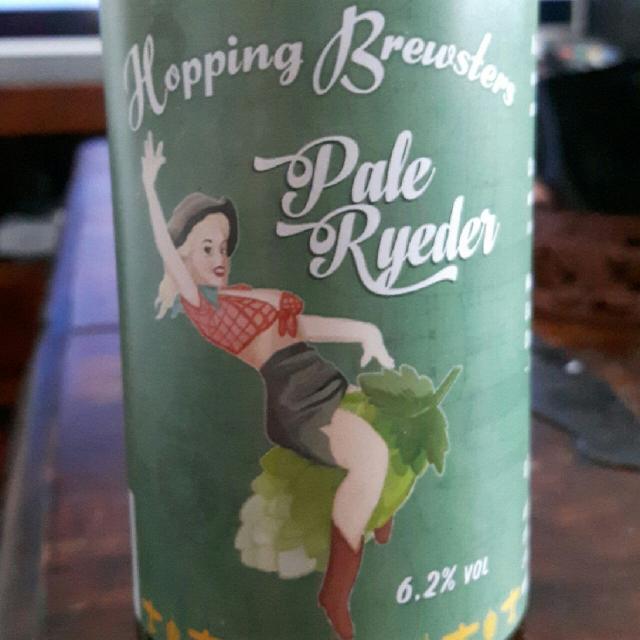 Hopping Brewsters
Pale
Ryeder
6.2% VOL